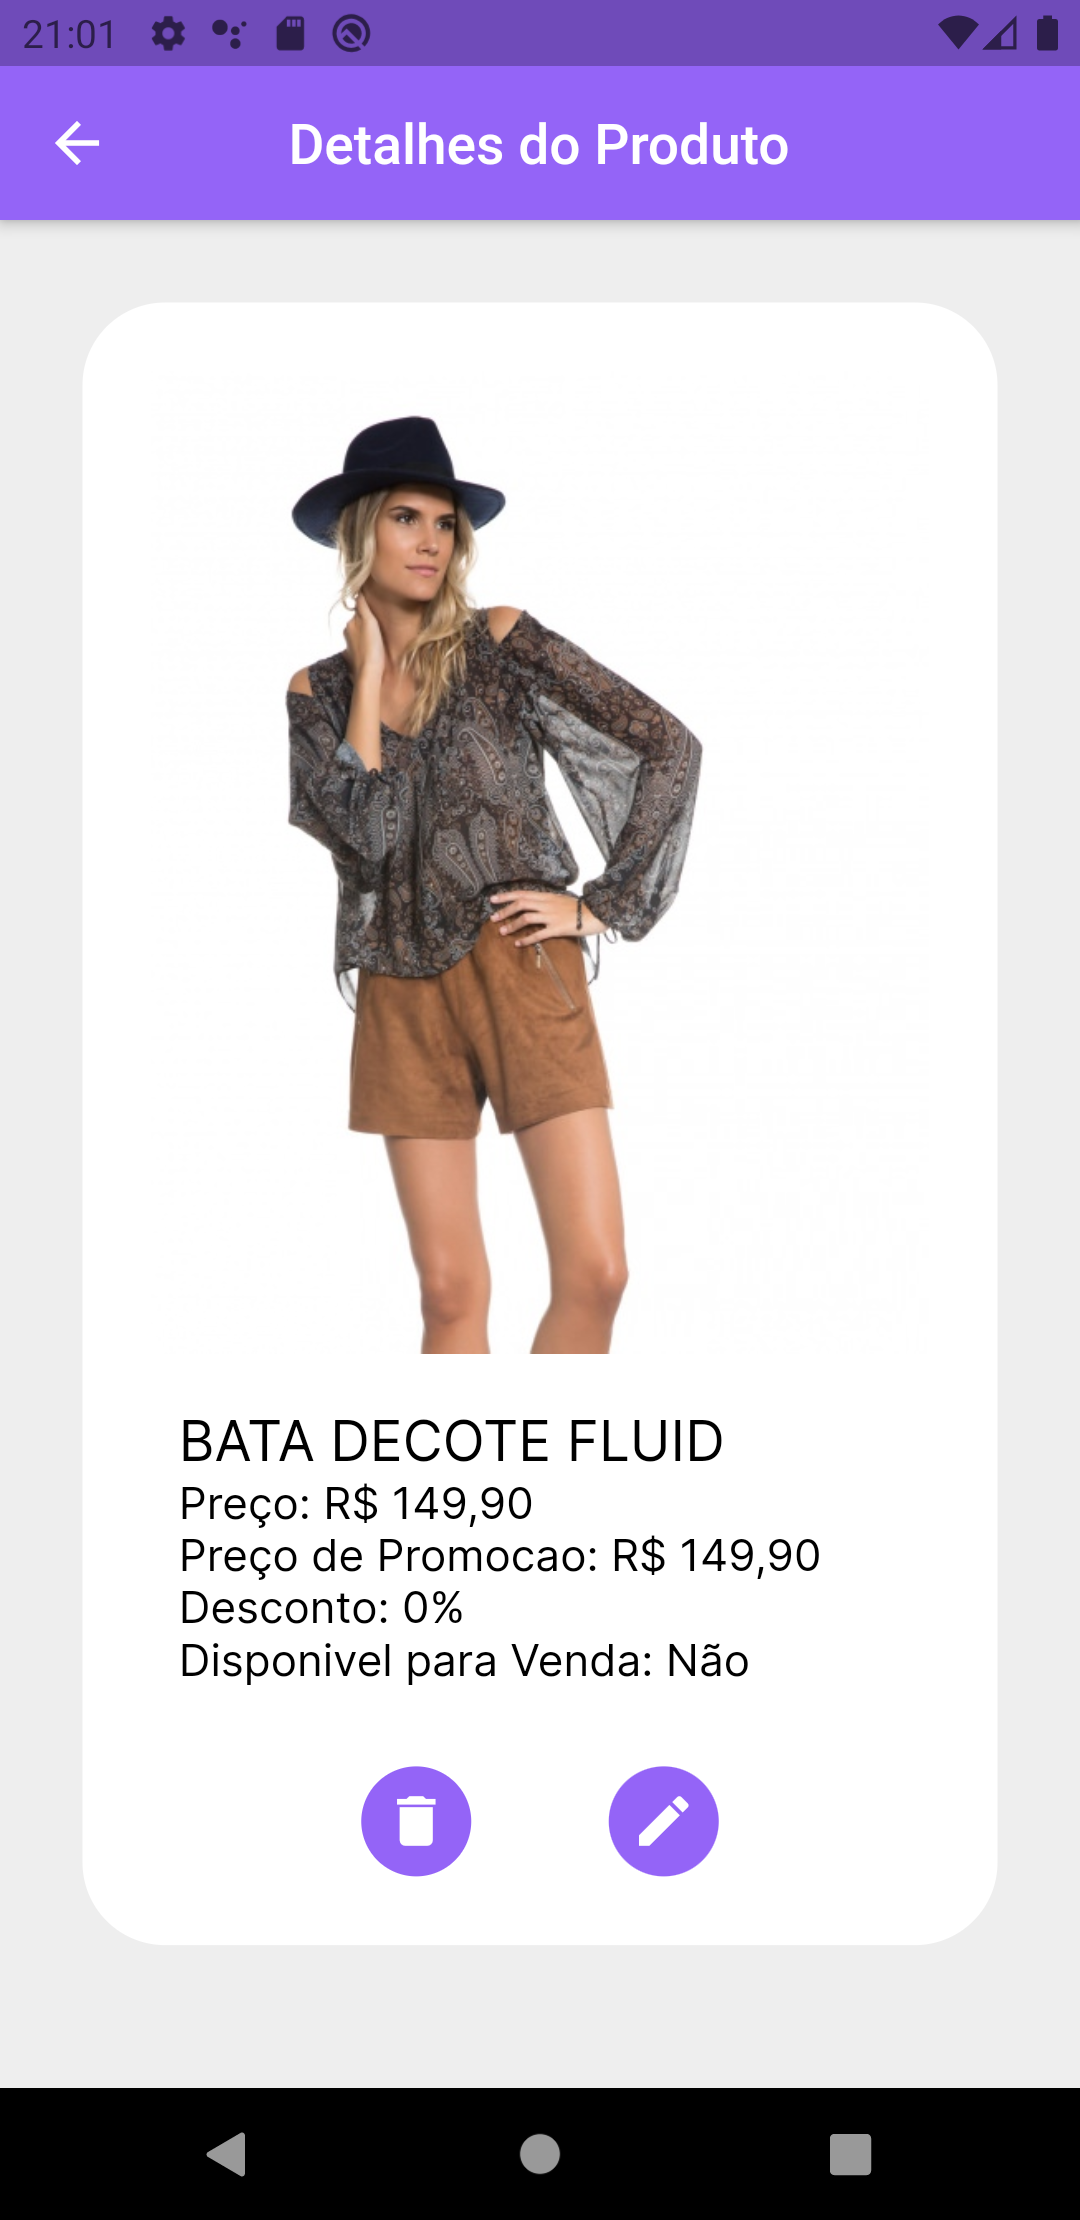 21:01
Detalhes do Produto
BATA DECOTE FLUID
Preço: R$ 149,90
Preço de Promocao: R$ 149,90
Desconto: 0%
Disponivel para Venda: Não